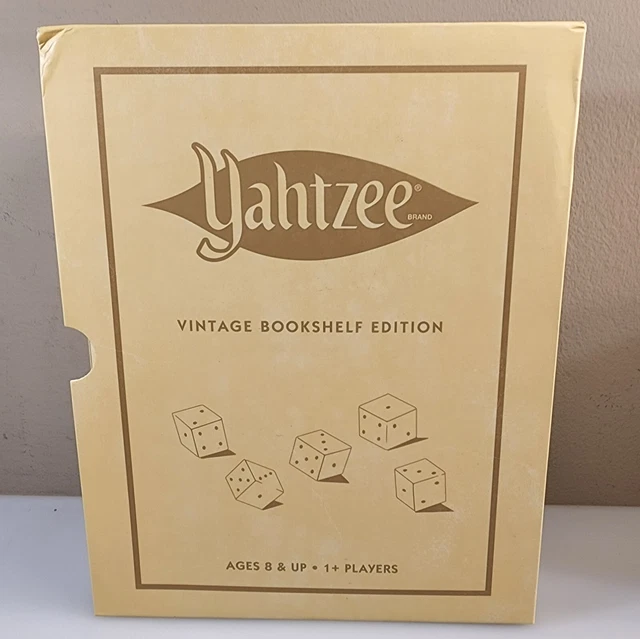 Yahtzee®
BRAND
VINTAGE BOOKSHELF EDITION
AGES 8 & UP • 1+ PLAYERS